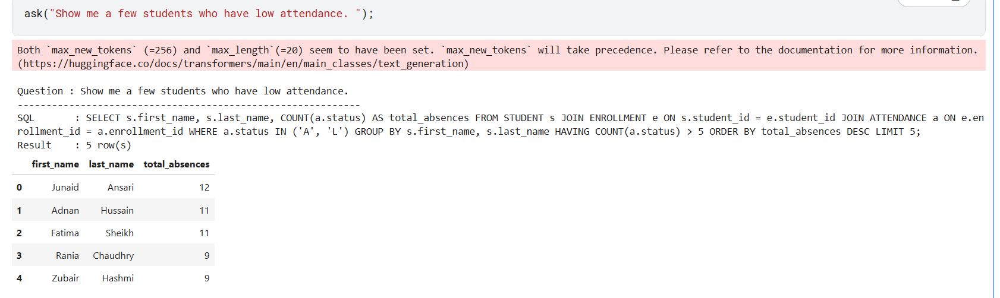 ask("Show me a few students who have low attendance. ");
Both `max_new_tokens` (=256) and `max_length`(=20) seem to have been set. `max_new_tokens` will take precedence. Please refer to the documentation for more information.
(https://huggingface.co/docs/transformers/main/en/main_classes/text_generation)
Question : Show me a few students who have low attendance.
------------------------------------------------------------
SQL       : SELECT s.first_name, s.last_name, COUNT(a.status) AS total_absences FROM STUDENT s JOIN ENROLLMENT e ON s.student_id = e.student_id JOIN ATTENDANCE a ON e.en
rollment_id = a.enrollment_id WHERE a.status IN ('A', 'L') GROUP BY s.first_name, s.last_name HAVING COUNT(a.status) > 5 ORDER BY total_absences DESC LIMIT 5;
Result    : 5 row(s)
first_name last_name total_absences
0 Junaid Ansari 12
1 Adnan Hussain 11
2 Fatima Sheikh 11
3 Rania Chaudhry 9
4 Zubair Hashmi 9